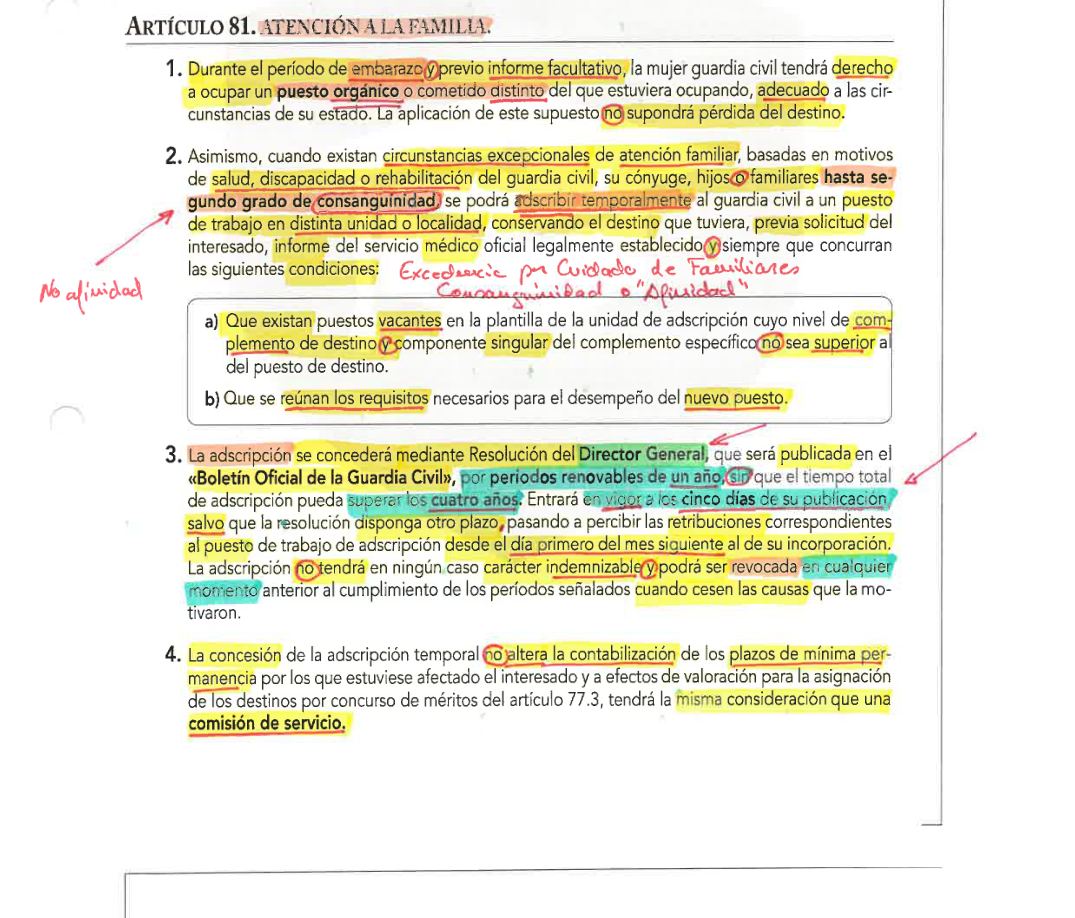 ARTÍCULO 81. ATENCIÓN A LA FAMILIA.
1. Durante el período de embarazo y previo informe facultativo, la mujer guardia civil tendrá derecho
a ocupar un puesto orgánico o cometido distinto del que estuviera ocupando, adecuado a las cir-
cunstancias de su estado. La aplicación de este supuesto no supondrá pérdida del destino.
2. Asimismo, cuando existan circunstancias excepcionales de atención familiar, basadas en motivos
de salud, discapacidad o rehabilitación del guardia civil, su cónyuge, hijos o familiares hasta se-
gundo grado de consanguinidad, se podrá adscribir temporalmente al guardia civil a un puesto
de trabajo en distinta unidad o localidad, conservando el destino que tuviera, previa solicitud del
interesado, informe del servicio médico oficial legalmente establecido y siempre que concurran
las siguientes condiciones: Excedencia por Cuidado de Familiares
No afinidad
Consanguinidad o "Afinidad"
a) Que existan puestos vacantes en la plantilla de la unidad de adscripción cuyo nivel de com-
plemento de destino y componente singular del complemento específico no sea superior al
del puesto de destino.
b) Que se reúnan los requisitos necesarios para el desempeño del nuevo puesto.
3. La adscripción se concederá mediante Resolución del Director General, que será publicada en el
«Boletín Oficial de la Guardia Civil», por periodos renovables de un año, sin que el tiempo total
de adscripción pueda superar los cuatro años. Entrará en vigor a los cinco días de su publicación,
salvo que la resolución disponga otro plazo, pasando a percibir las retribuciones correspondientes
al puesto de trabajo de adscripción desde el día primero del mes siguiente al de su incorporación.
La adscripción no tendrá en ningún caso carácter indemnizable y podrá ser revocada en cualquier
momento anterior al cumplimiento de los períodos señalados cuando cesen las causas que la mo-
tivaron.
4. La concesión de la adscripción temporal no altera la contabilización de los plazos de mínima per-
manencia por los que estuviese afectado el interesado y a efectos de valoración para la asignación
de los destinos por concurso de méritos del artículo 77.3, tendrá la misma consideración que una
comisión de servicio.